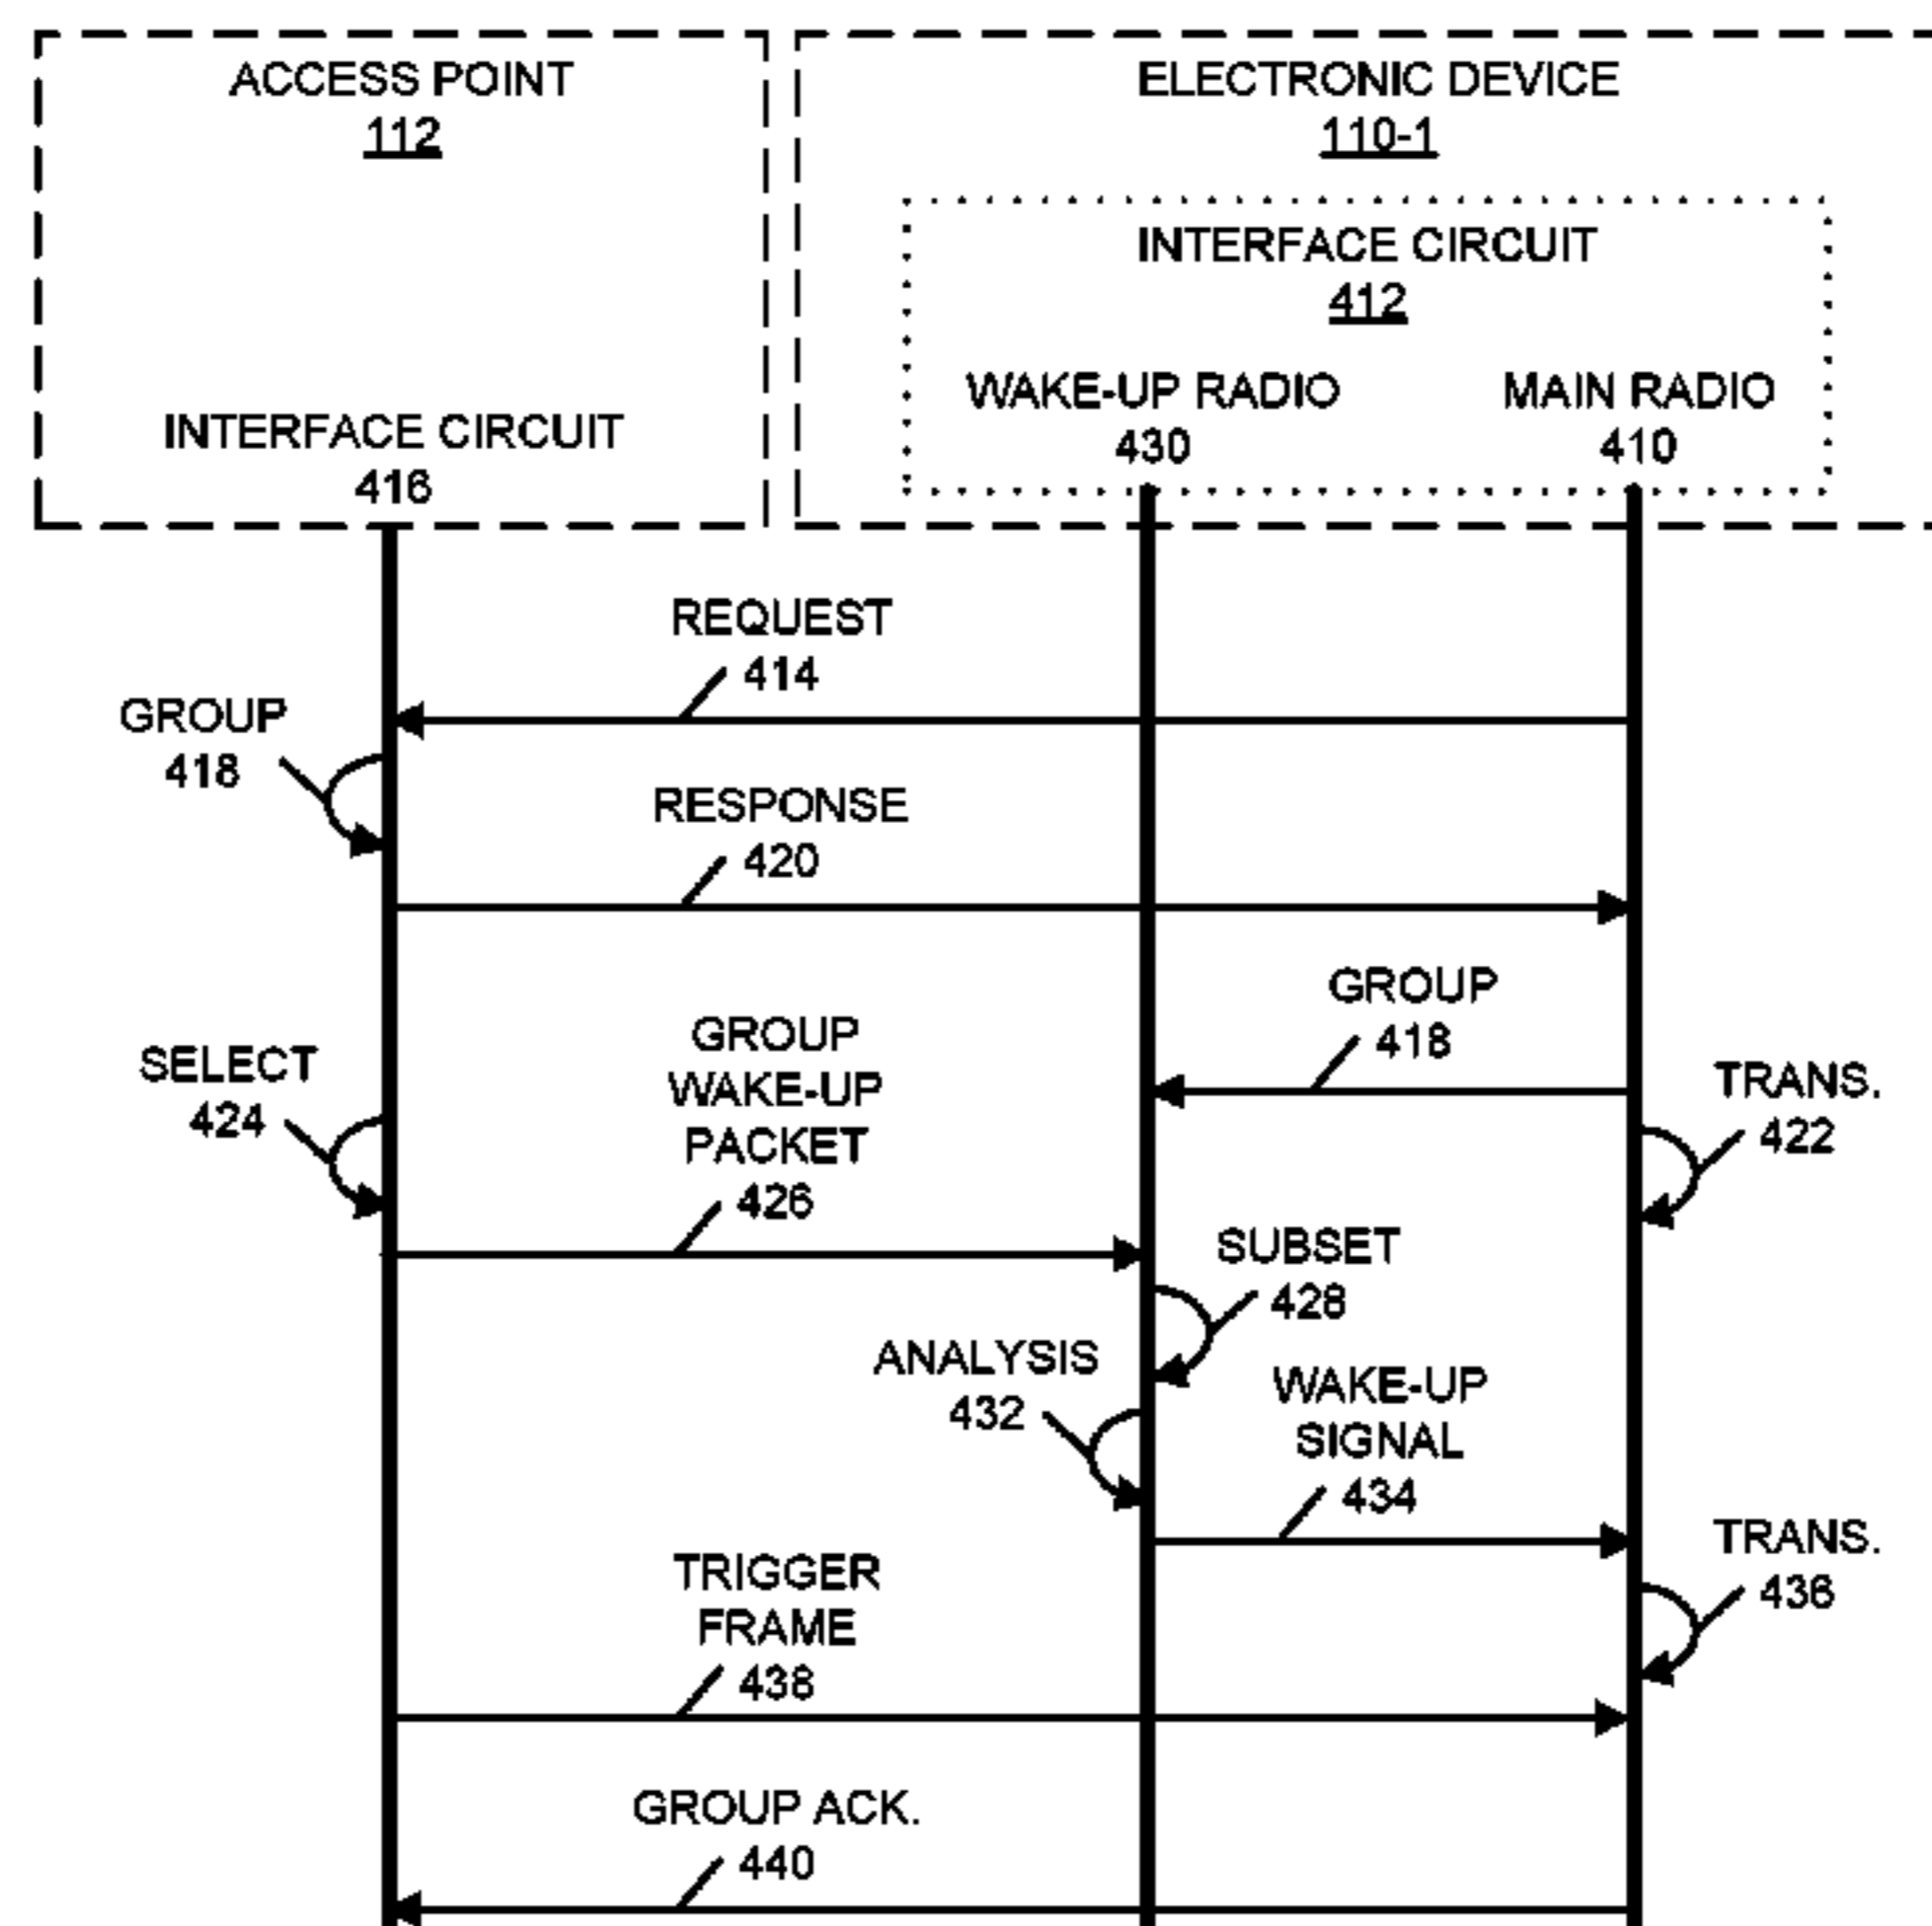 ACCESS POINT
112
INTERFACE CIRCUIT
416
ELECTRONIC DEVICE
110-1
INTERFACE CIRCUIT
412
WAKE-UP RADIO
430
MAIN RADIO
410
REQUEST
414
GROUP
418
RESPONSE
420
GROUP
418
TRANS.
422
SELECT
424
GROUP
WAKE-UP
PACKET
426
SUBSET
428
ANALYSIS
432
WAKE-UP
SIGNAL
434
TRANS.
436
TRIGGER
FRAME
438
GROUP ACK.
440